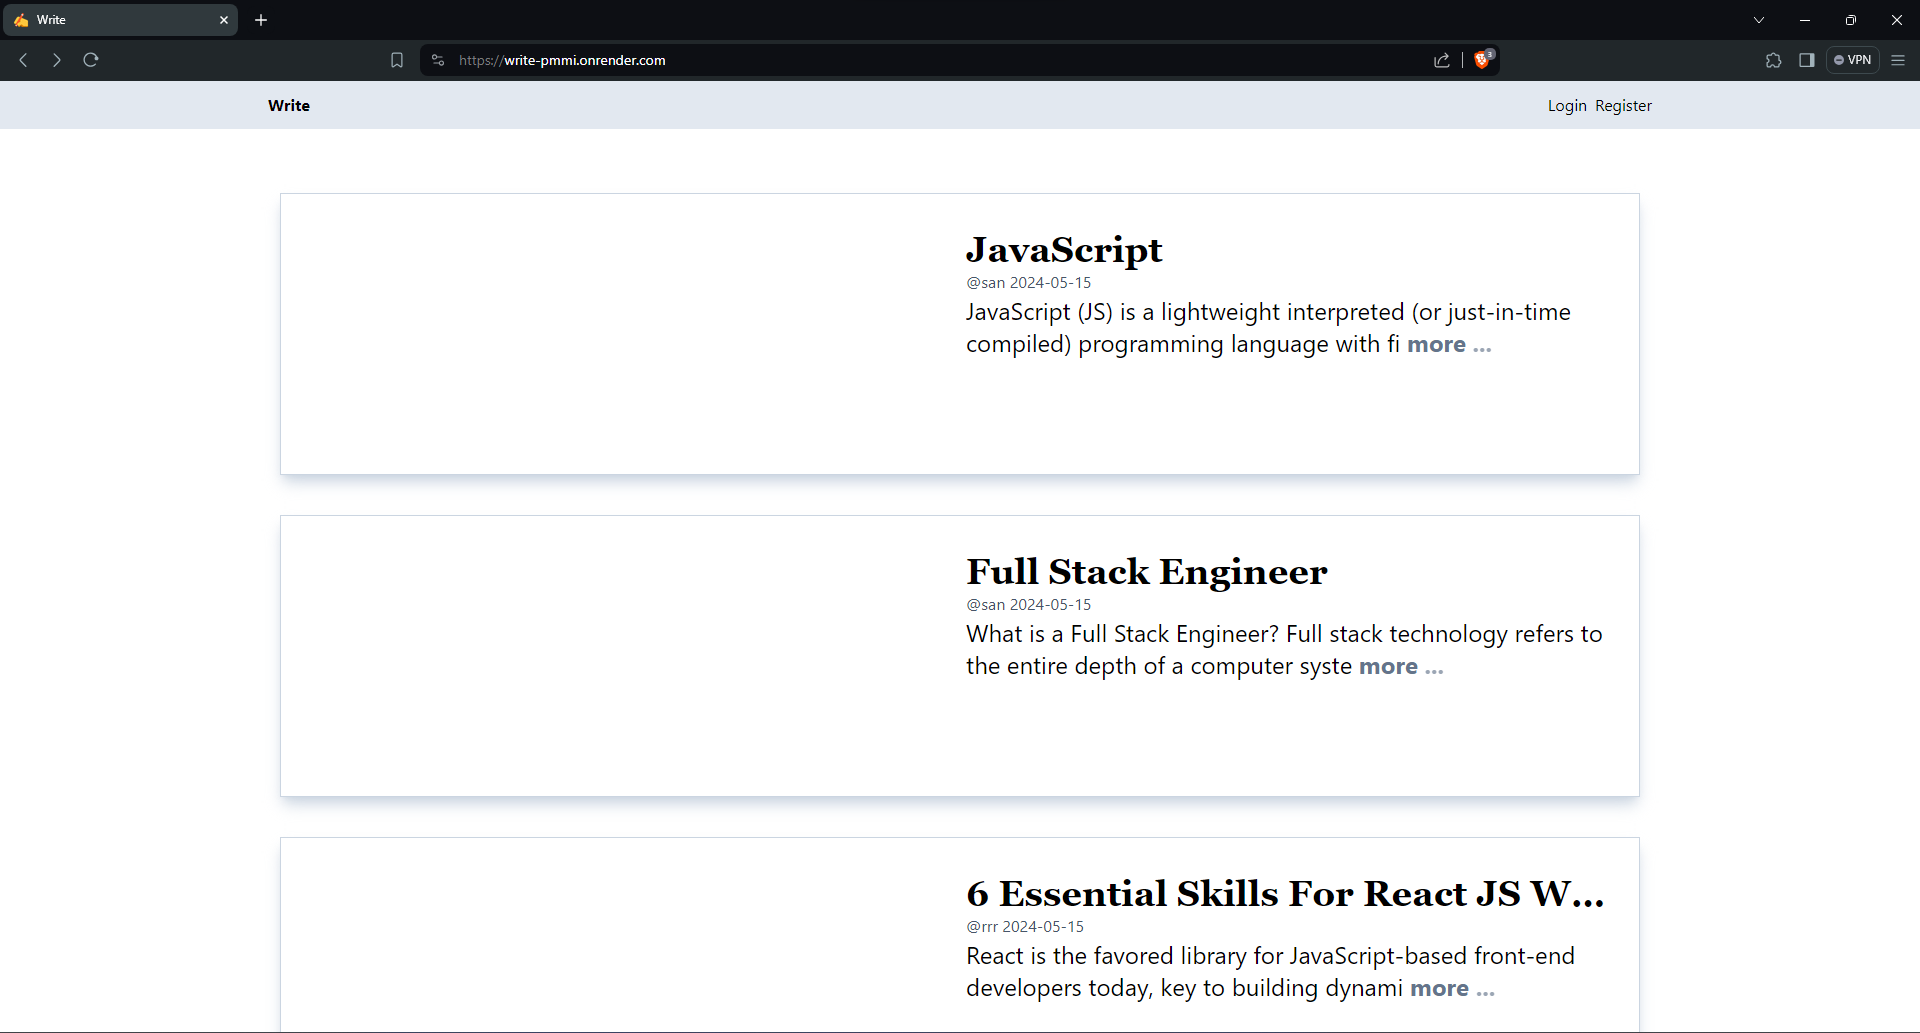 Write
https://write-pmmi.onrender.com
3
VPN
Write
Login Register
JavaScript
@san 2024-05-15
JavaScript (JS) is a lightweight interpreted (or just-in-time
compiled) programming language with fi more ...
Full Stack Engineer
@san 2024-05-15
What is a Full Stack Engineer? Full stack technology refers to
the entire depth of a computer syste more ...
6 Essential Skills For React JS W...
@rrr 2024-05-15
React is the favored library for JavaScript-based front-end
developers today, key to building dynami more ...